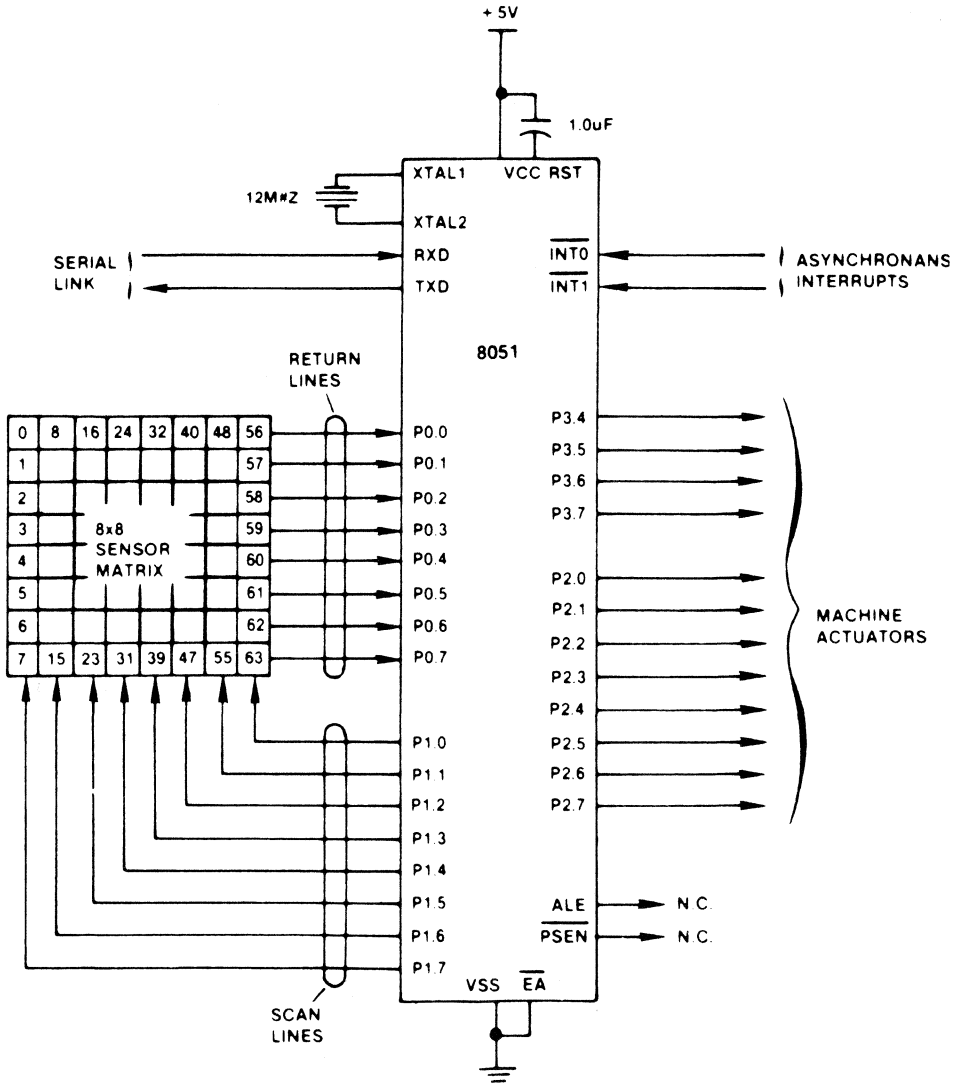 + 5V
1.0uF
XTAL1
VCC RST
12M#Z
XTAL2
SERIAL
LINK
RXD
TXD
INT0
INT1
ASYNCHRONANS
INTERRUPTS
8051
RETURN
LINES
0 8 16 24 32 40 48 56
1 57
2 58
3 59
4 60
5 61
6 62
7 15 23 31 39 47 55 63
8x8
SENSOR
MATRIX
P0.0
P0.1
P0.2
P0.3
P0.4
P0.5
P0.6
P0.7
P1.0
P1.1
P1.2
P1.3
P1.4
P1.5
P1.6
P1.7
SCAN
LINES
P3.4
P3.5
P3.6
P3.7
P2.0
P2.1
P2.2
P2.3
P2.4
P2.5
P2.6
P2.7
MACHINE
ACTUATORS
ALE
N.C.
PSEN
N.C.
VSS
EA